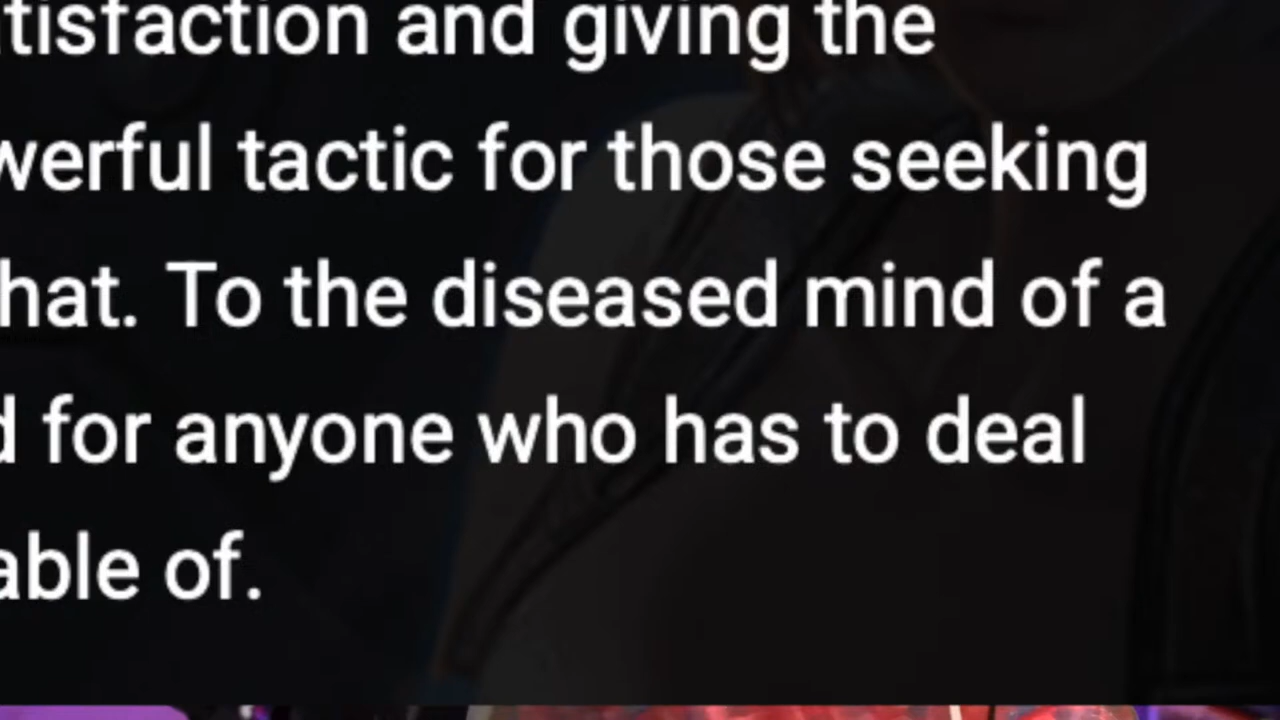 tisfaction and giving the
werful tactic for those seeking
hat. To the diseased mind of a
d for anyone who has to deal
able of.